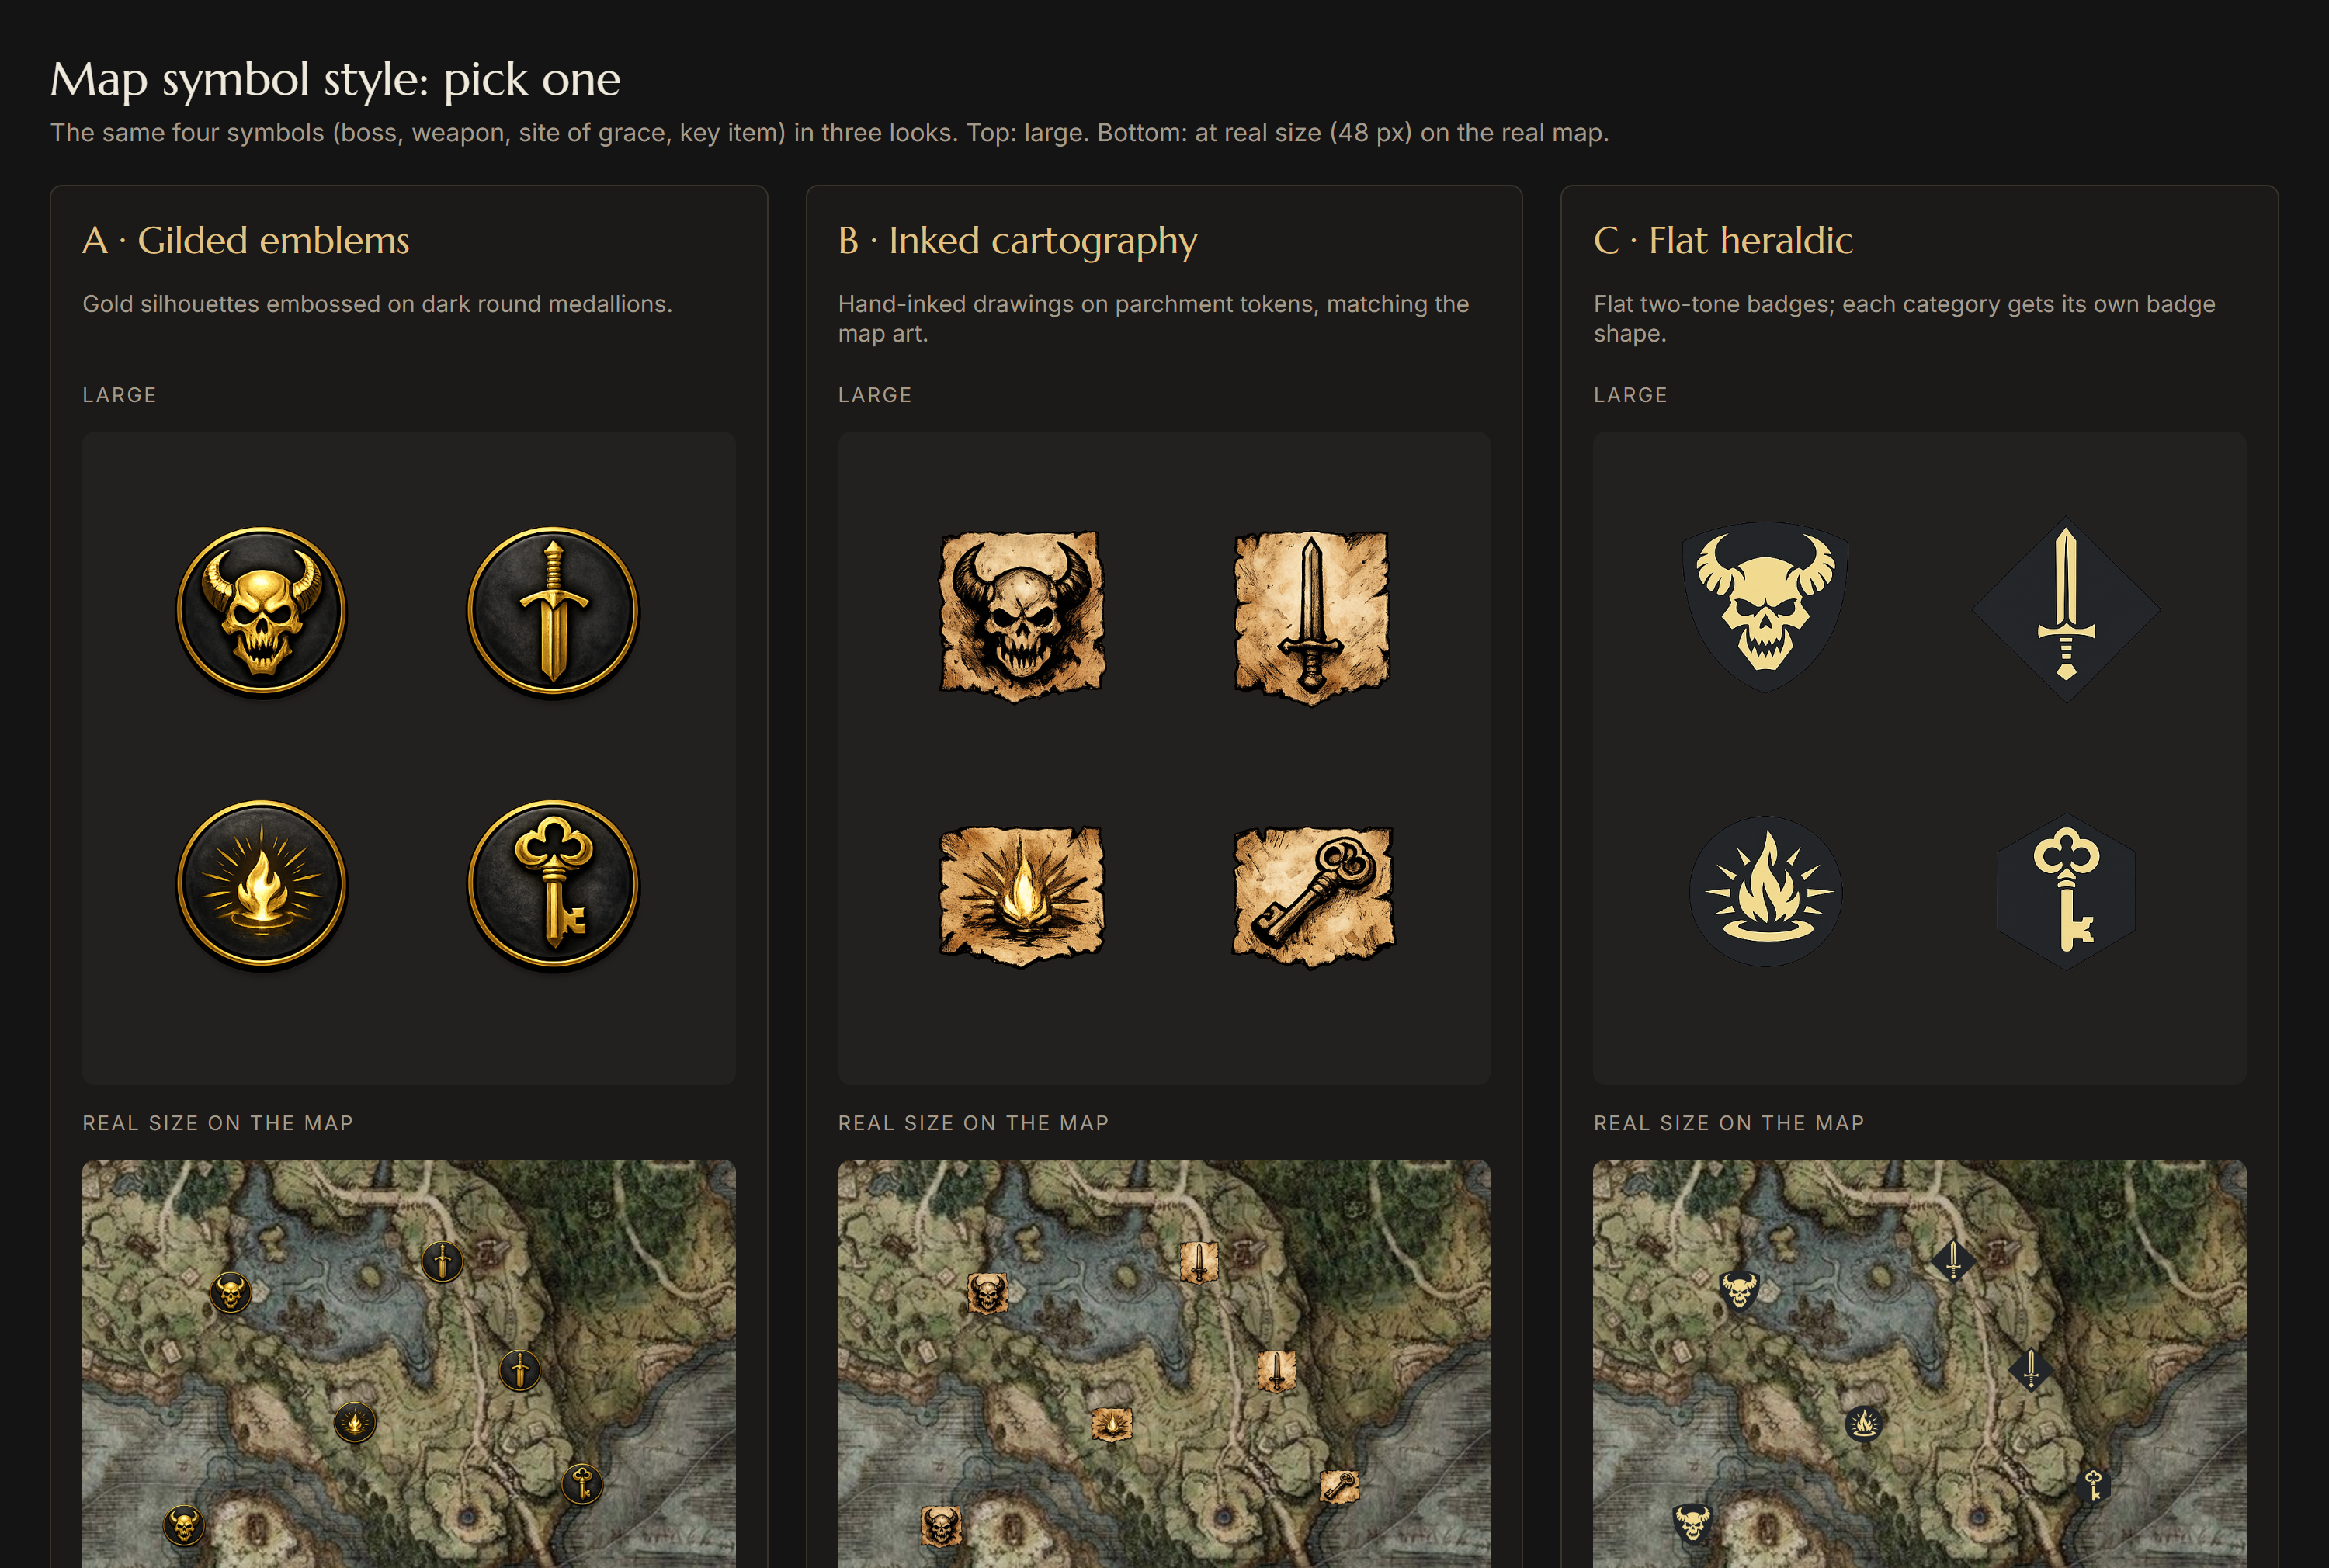 Map symbol style: pick one
The same four symbols (boss, weapon, site of grace, key item) in three looks. Top: large. Bottom: at real size (48 px) on the real map.
A · Gilded emblems
Gold silhouettes embossed on dark round medallions.
LARGE
REAL SIZE ON THE MAP
B · Inked cartography
Hand-inked drawings on parchment tokens, matching the
map art.
LARGE
REAL SIZE ON THE MAP
C · Flat heraldic
Flat two-tone badges; each category gets its own badge
shape.
LARGE
REAL SIZE ON THE MAP